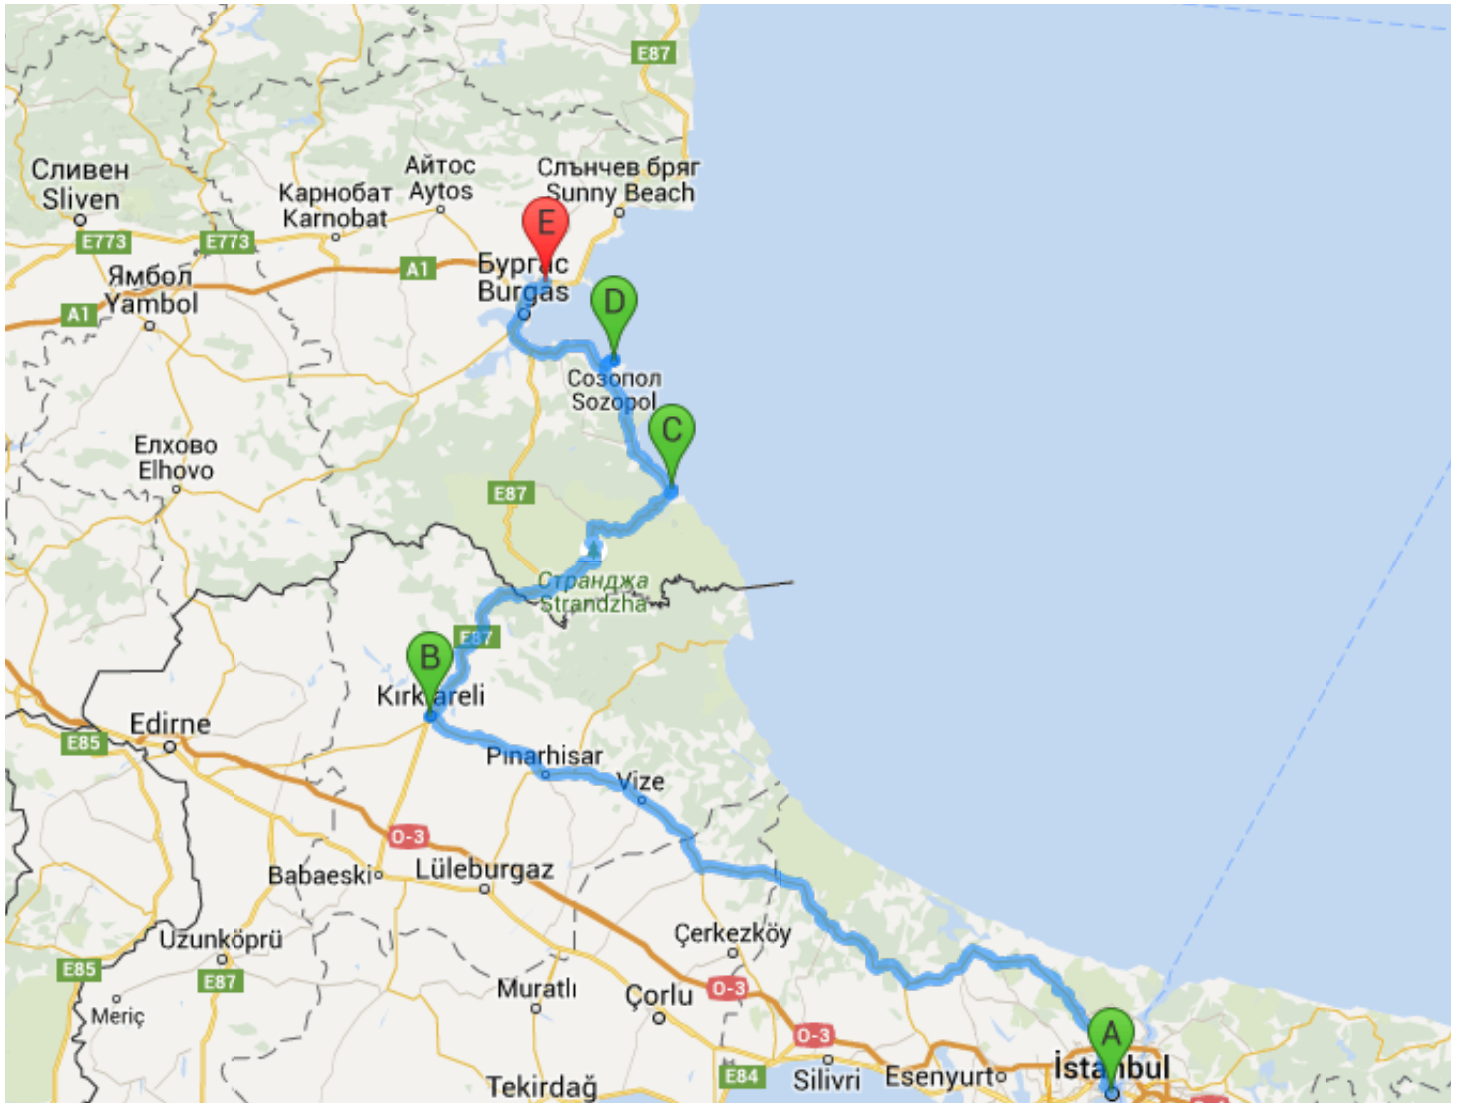 E87
Сливен
Sliven
Айтос
Aytos
Слънчев бряг
Sunny Beach
Карнобат
Karnobat
E
E773
E773
A1
Бургас
Burgas
Ямбол
Yambol
A1
D
Созопол
Sozopol
C
Елхово
Elhovo
E87
Странджа
Strandzha
E87
B
Kırklareli
Edirne
E85
Pınarhisar
Vize
O-3
Babaeski
Lüleburgaz
Uzunköprü
Çerkezköy
E85
E87
Muratlı
Çorlu
O-3
Meriç
O-3
A
İstanbul
E84
Silivri
Esenyurt
Tekirdağ